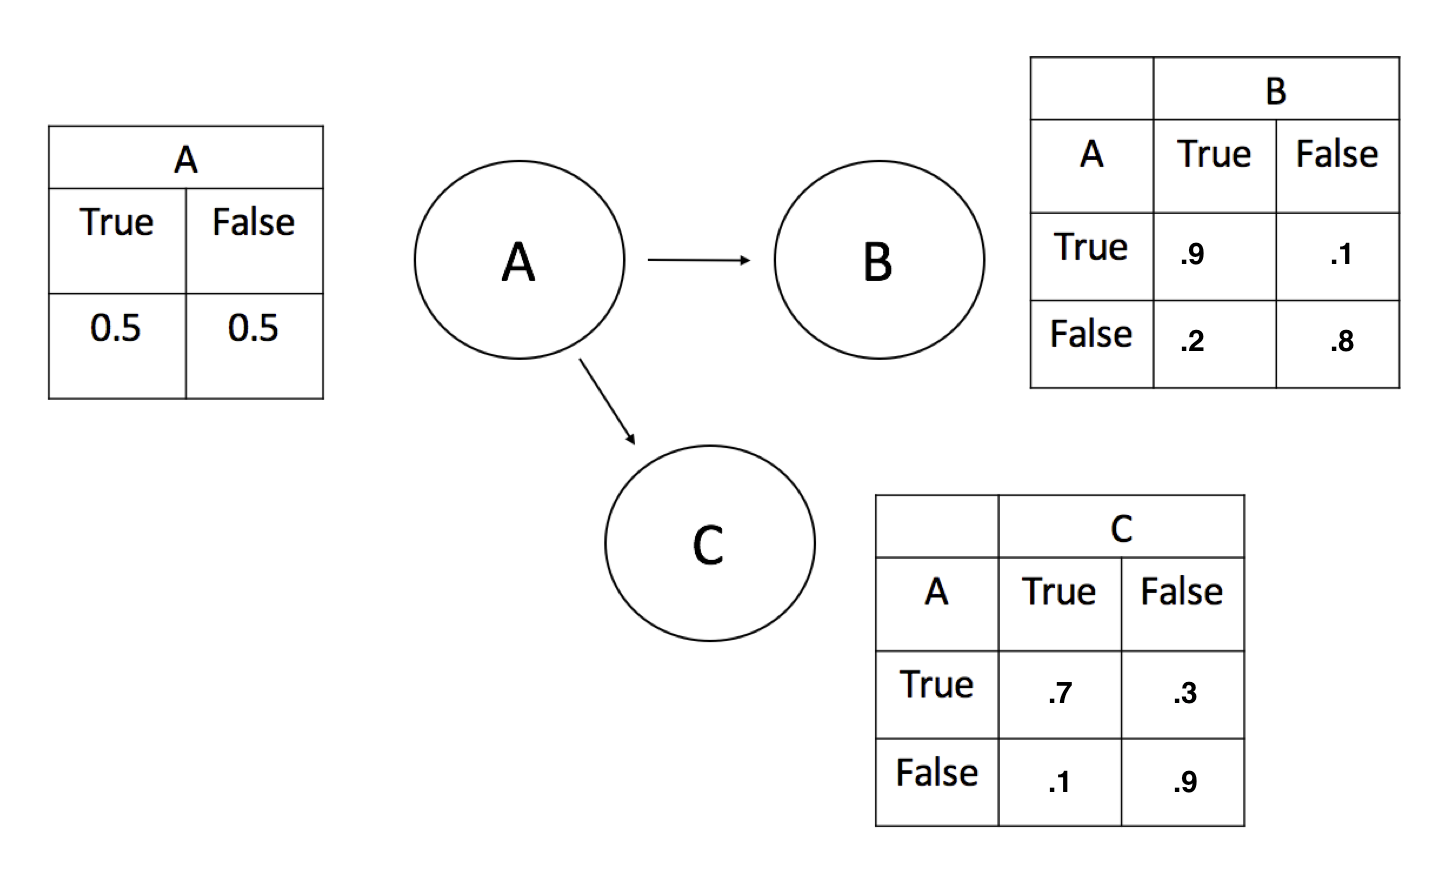 A
True False
0.5 0.5
A
B
C
B
A True False
True .9 .1
False .2 .8
C
A True False
True .7 .3
False .1 .9